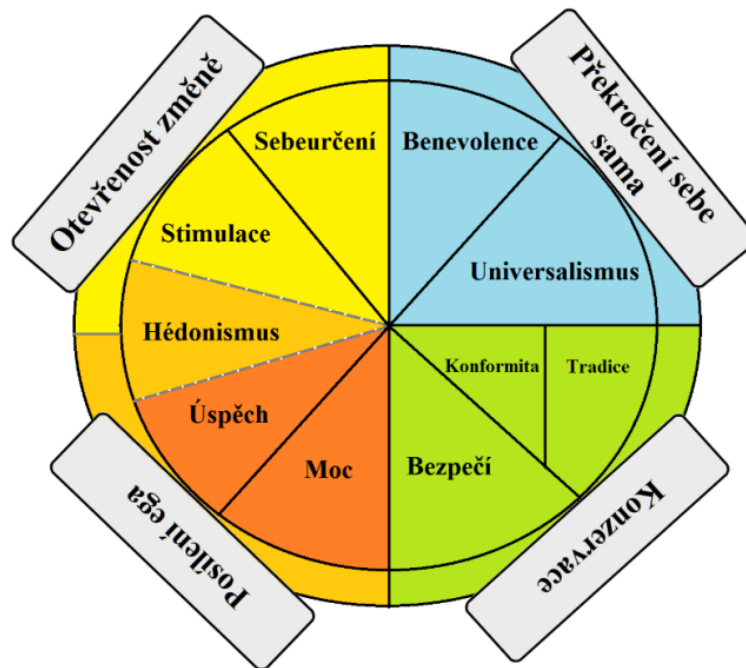 Otevřenost změně
Překročení sebe
sama
Sebeurčení
Benevolence
Stimulace
Universalismus
Hédonismus
Konformita
Tradice
Úspěch
Moc
Bezpečí
Posílení ega
Konzervace